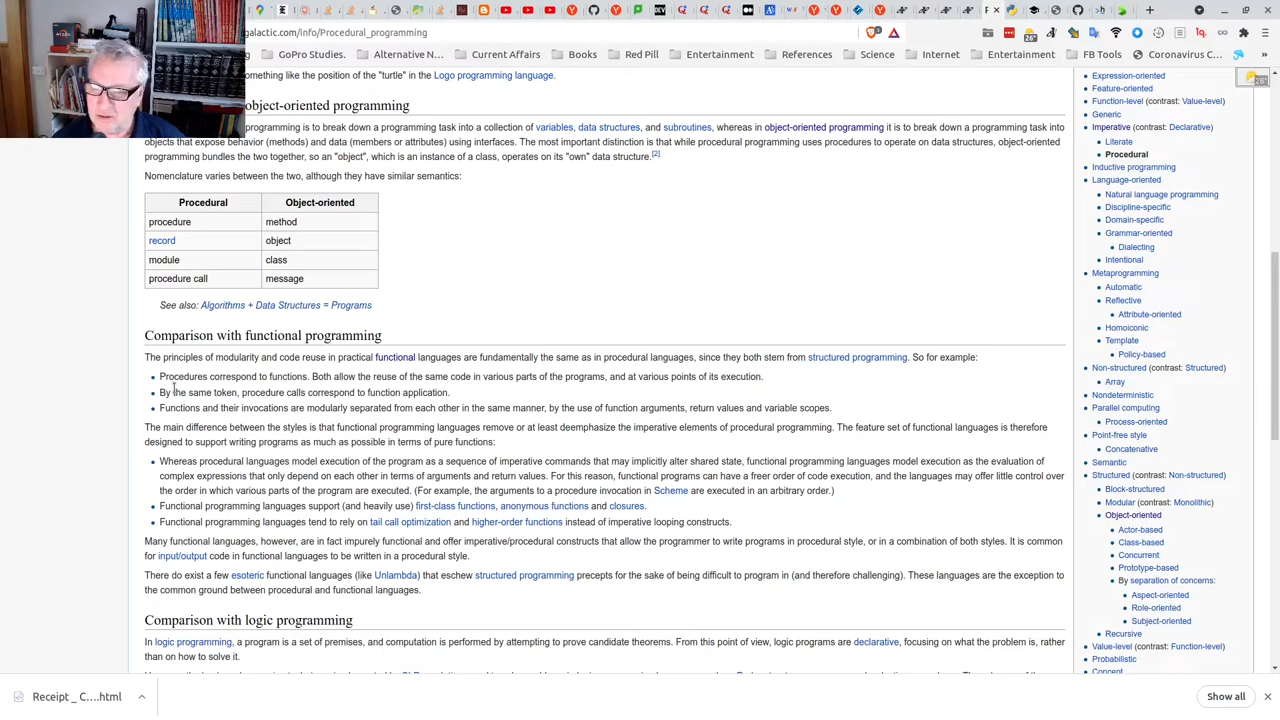 galactic.com/info/Procedural_programming
26°
GoPro Studies.
Alternative N...
Current Affairs
Books
Red Pill
Entertainment
References
Science
Internet
Entertainment
FB Tools
Coronavirus C...
omething like the position of the "turtle" in the Logo programming language.
object-oriented programming
programming is to break down a programming task into a collection of variables, data structures, and subroutines, whereas in object-oriented programming it is to break down a programming task into
objects that expose behavior (methods) and data (members or attributes) using interfaces. The most important distinction is that while procedural programming uses procedures to operate on data structures, object-oriented
programming bundles the two together, so an "object", which is an instance of a class, operates on its "own" data structure.[2]
Nomenclature varies between the two, although they have similar semantics:
Procedural Object-oriented
procedure method
record object
module class
procedure call message
See also: Algorithms + Data Structures = Programs
Comparison with functional programming
The principles of modularity and code reuse in practical functional languages are fundamentally the same as in procedural languages, since they both stem from structured programming. So for example:
• Procedures correspond to functions. Both allow the reuse of the same code in various parts of the programs, and at various points of its execution.
• By the same token, procedure calls correspond to function application.
• Functions and their invocations are modularly separated from each other in the same manner, by the use of function arguments, return values and variable scopes.
The main difference between the styles is that functional programming languages remove or at least deemphasize the imperative elements of procedural programming. The feature set of functional languages is therefore
designed to support writing programs as much as possible in terms of pure functions:
• Whereas procedural languages model execution of the program as a sequence of imperative commands that may implicitly alter shared state, functional programming languages model execution as the evaluation of
complex expressions that only depend on each other in terms of arguments and return values. For this reason, functional programs can have a freer order of code execution, and the languages may offer little control over
the order in which various parts of the program are executed. (For example, the arguments to a procedure invocation in Scheme are executed in an arbitrary order.)
• Functional programming languages support (and heavily use) first-class functions, anonymous functions and closures.
• Functional programming languages tend to rely on tail call optimization and higher-order functions instead of imperative looping constructs.
Many functional languages, however, are in fact impurely functional and offer imperative/procedural constructs that allow the programmer to write programs in procedural style, or in a combination of both styles. It is common
for input/output code in functional languages to be written in a procedural style.
There do exist a few esoteric functional languages (like Unlambda) that eschew structured programming precepts for the sake of being difficult to program in (and therefore challenging). These languages are the exception to
the common ground between procedural and functional languages.
Comparison with logic programming
In logic programming, a program is a set of premises, and computation is performed by attempting to prove candidate theorems. From this point of view, logic programs are declarative, focusing on what the problem is, rather
than on how to solve it.
• Expression-oriented
• Feature-oriented
• Function-level (contrast: Value-level)
• Generic
• Imperative (contrast: Declarative)
• Literate
• Procedural
• Inductive programming
• Language-oriented
• Natural language programming
• Discipline-specific
• Domain-specific
• Grammar-oriented
• Dialecting
• Intentional
• Metaprogramming
• Automatic
• Reflective
• Attribute-oriented
• Homoiconic
• Template
• Policy-based
• Non-structured (contrast: Structured)
• Array
• Nondeterministic
• Parallel computing
• Process-oriented
• Point-free style
• Concatenative
• Semantic
• Structured (contrast: Non-structured)
• Block-structured
• Modular (contrast: Monolithic)
• Object-oriented
• Actor-based
• Class-based
• Concurrent
• Prototype-based
• By separation of concerns:
• Aspect-oriented
• Role-oriented
• Subject-oriented
• Recursive
• Value-level (contrast: Function-level)
• Probabilistic
• Concept
Receipt _ C....html
Show all